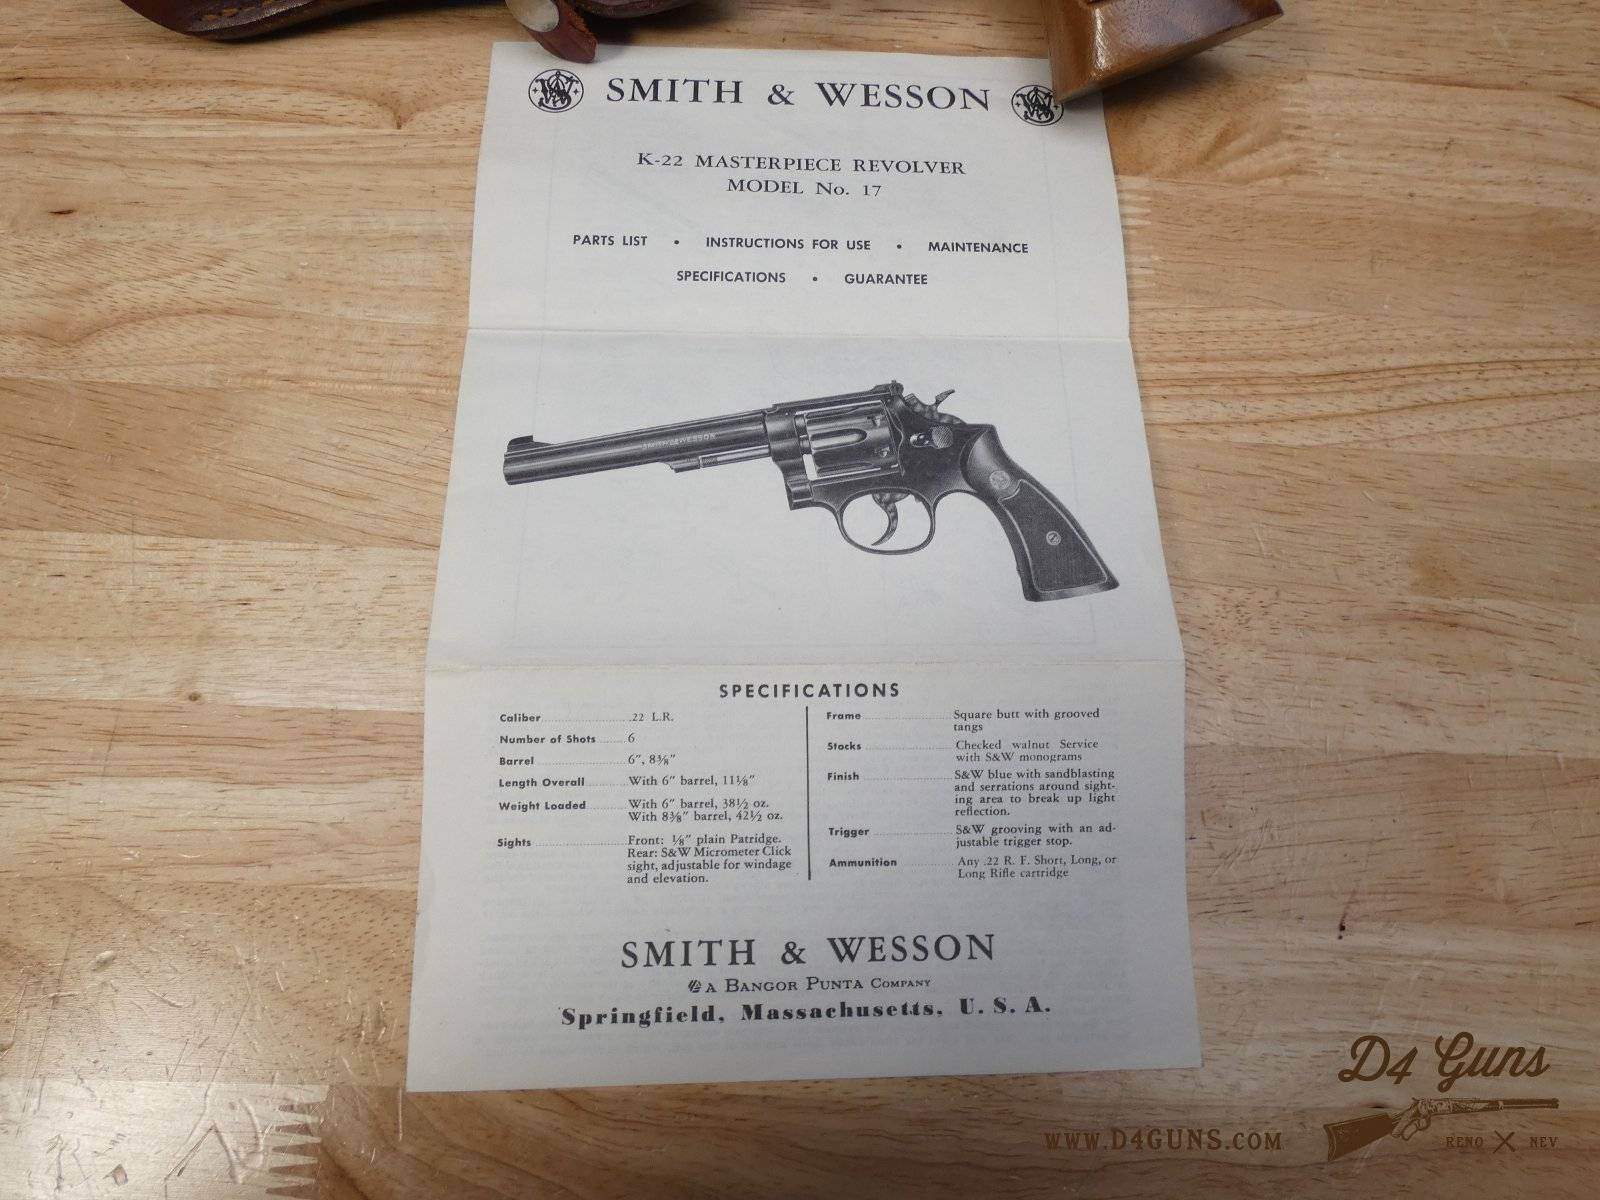 SMITH & WESSON
K-22 MASTERPIECE REVOLVER
MODEL No. 17
PARTS LIST • INSTRUCTIONS FOR USE • MAINTENANCE
SPECIFICATIONS • GUARANTEE
SMITH & WESSON
SPECIFICATIONS
Caliber .22 L.R.
Number of Shots 6
Barrel 6", 8⅜"
Length Overall With 6" barrel, 11⅛"
Weight Loaded With 6" barrel, 38½ oz.
With 8⅜" barrel, 42½ oz.
Sights Front: ⅛" plain Patridge.
Rear: S&W Micrometer Click
sight, adjustable for windage
and elevation.
Frame Square butt with grooved
tangs
Stocks Checked walnut Service
with S&W monograms
Finish S&W blue with sandblasting
and serrations around sight-
ing area to break up light
reflection.
Trigger S&W grooving with an ad-
justable trigger stop.
Ammunition Any .22 R. F. Short, Long, or
Long Rifle cartridge
SMITH & WESSON
A BANGOR PUNTA COMPANY
Springfield, Massachusetts, U. S. A.
D4 Guns
WWW.D4GUNS.COM
RENO NEV